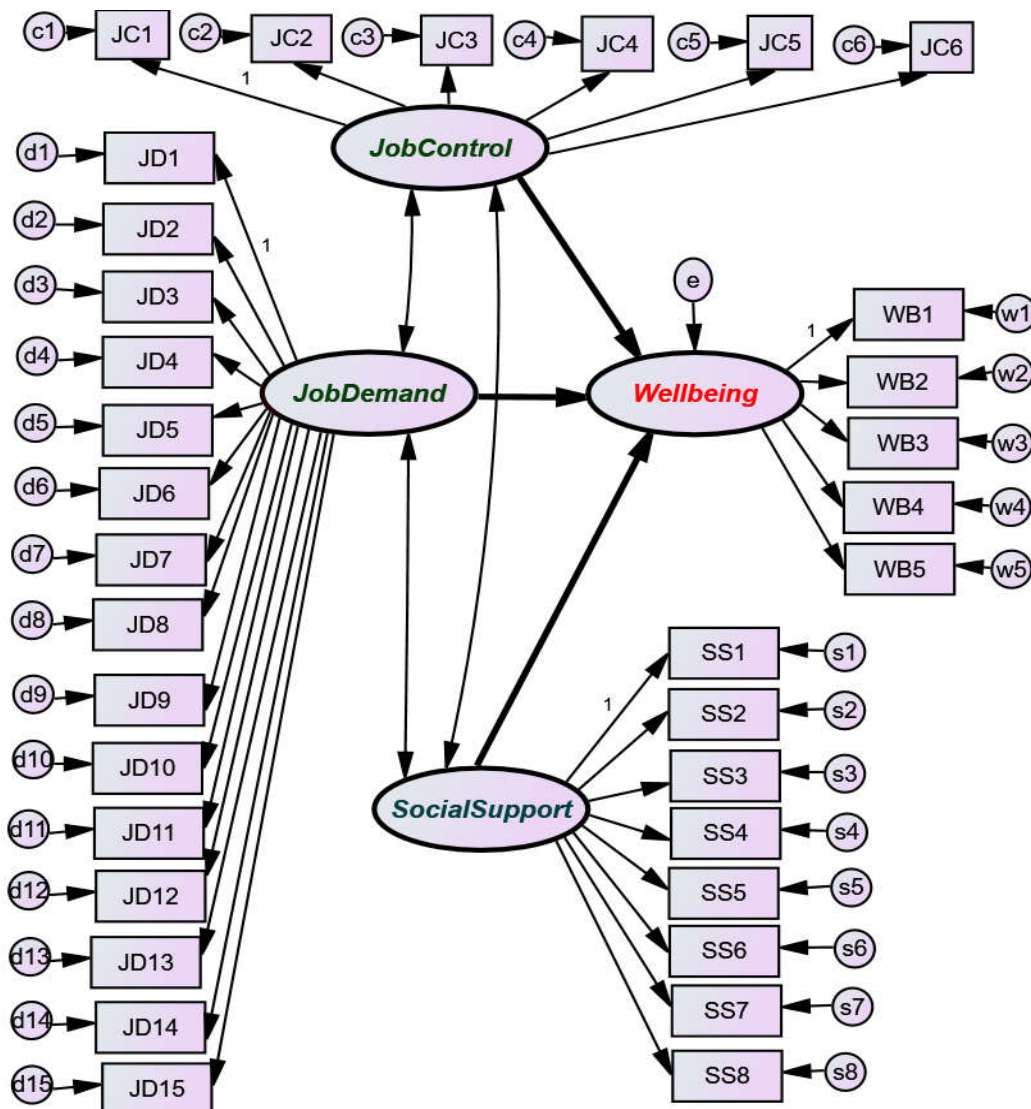 c1
JC1
c2
JC2
c3
JC3
c4
JC4
c5
JC5
c6
JC6
1
JobControl
d1
JD1
d2
JD2
1
d3
JD3
d4
JD4
d5
JD5
d6
JD6
d7
JD7
d8
JD8
d9
JD9
d10
JD10
d11
JD11
d12
JD12
d13
JD13
d14
JD14
d15
JD15
JobDemand
e
Wellbeing
1
WB1
w1
WB2
w2
WB3
w3
WB4
w4
WB5
w5
SocialSupport
1
SS1
s1
SS2
s2
SS3
s3
SS4
s4
SS5
s5
SS6
s6
SS7
s7
SS8
s8